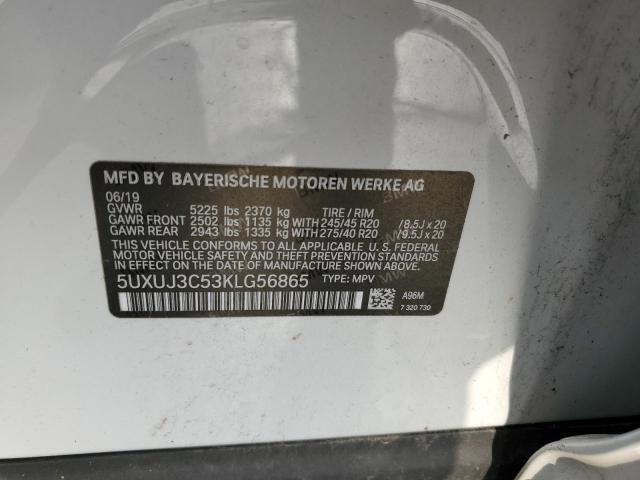 MFD BY BAYERISCHE MOTOREN WERKE AG
06/19
GVWR 5225 lbs 2370 kg TIRE / RIM
GAWR FRONT 2502 lbs 1135 kg WITH 245/45 R20 /8.5J x 20
GAWR REAR 2943 lbs 1335 kg WITH 275/40 R20 /9.5J x 20
THIS VEHICLE CONFORMS TO ALL APPLICABLE U. S. FEDERAL
MOTOR VEHICLE SAFETY AND THEFT PREVENTION STANDARDS
IN EFFECT ON THE DATE OF MANUFACTURE SHOWN ABOVE.
5UXUJ3C53KLG56865 TYPE: MPV
A96M
7 320 730